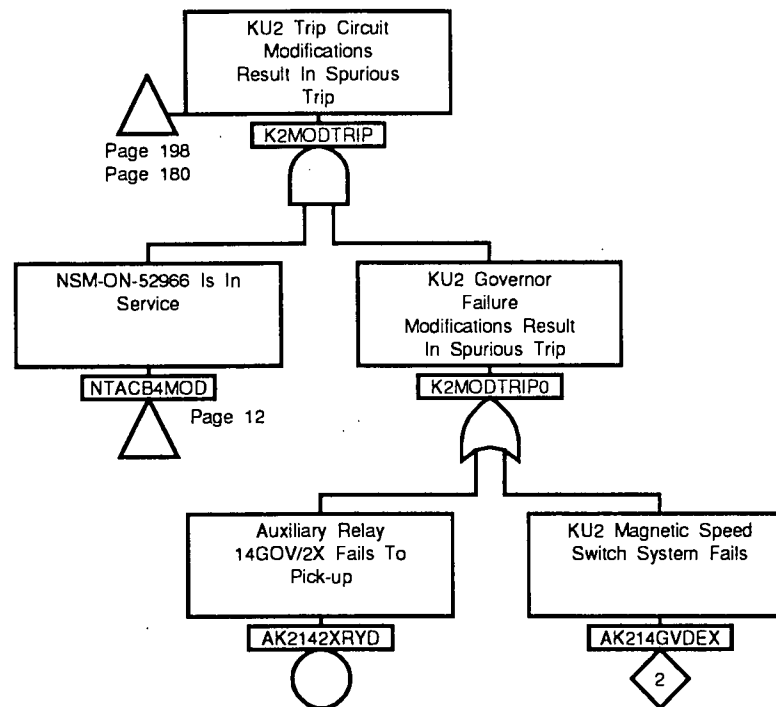 KU2 Trip Circuit
Modifications
Result In Spurious
Trip
K2MODTRIP
Page 198
Page 180
NSM-ON-52966 Is In
Service
NTACB4MOD
Page 12
KU2 Governor
Failure
Modifications Result
In Spurious Trip
K2MODTRIP0
Auxiliary Relay
14GOV/2X Fails To
Pick-up
AK2142XRYD
KU2 Magnetic Speed
Switch System Fails
AK214GVDEX
2